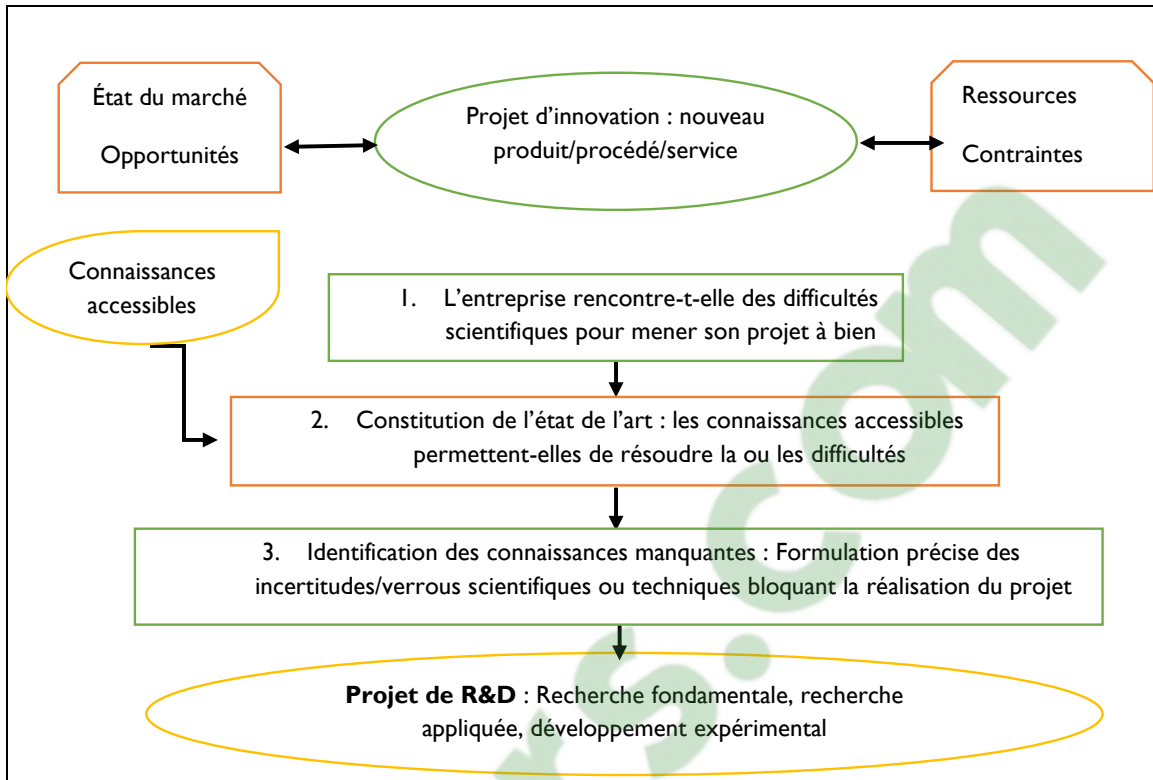 État du marché
Opportunités
Projet d’innovation : nouveau
produit/procédé/service
Ressources
Contraintes
Connaissances
accessibles
1. L’entreprise rencontre-t-elle des difficultés
scientifiques pour mener son projet à bien
2. Constitution de l’état de l’art : les connaissances accessibles
permettent-elles de résoudre la ou les difficultés
3. Identification des connaissances manquantes : Formulation précise des
incertitudes/verrous scientifiques ou techniques bloquant la réalisation du projet
Projet de R&D : Recherche fondamentale, recherche
appliquée, développement expérimental
rs.com